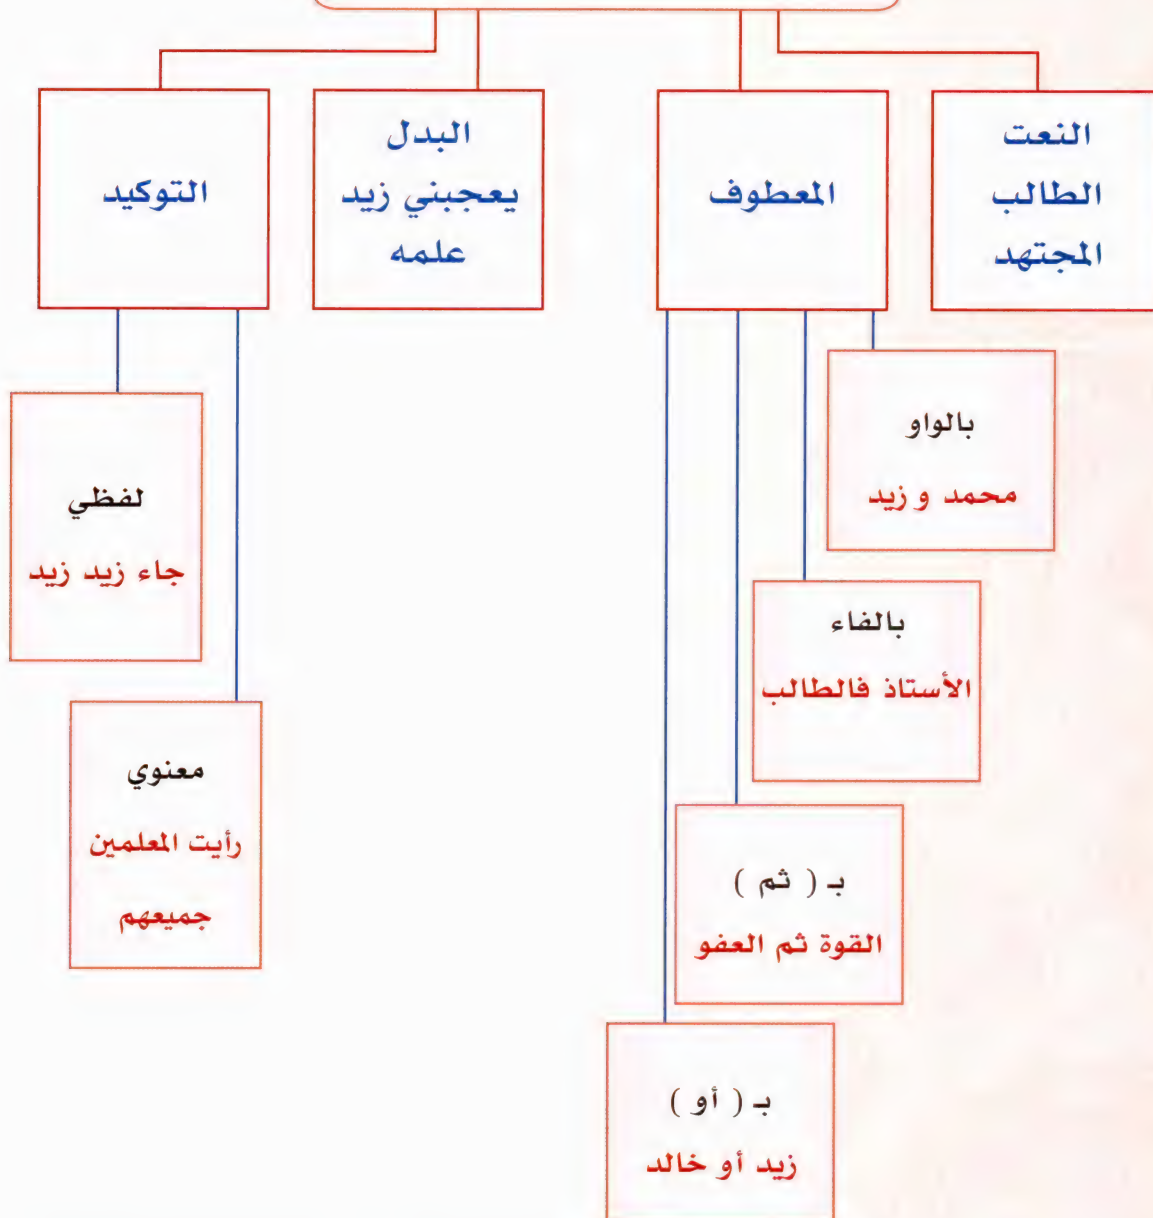 النعت
الطالب
المجتهد
المعطوف
البدل
يعجبني زيد
علمه
التوكيد
بالواو
محمد و زيد
بالفاء
الأستاذ فالطالب
بـ ( ثم )
القوة ثم العفو
بـ ( أو )
زيد أو خالد
لفظي
جاء زيد زيد
معنوي
رأيت المعلمين
جميعهم